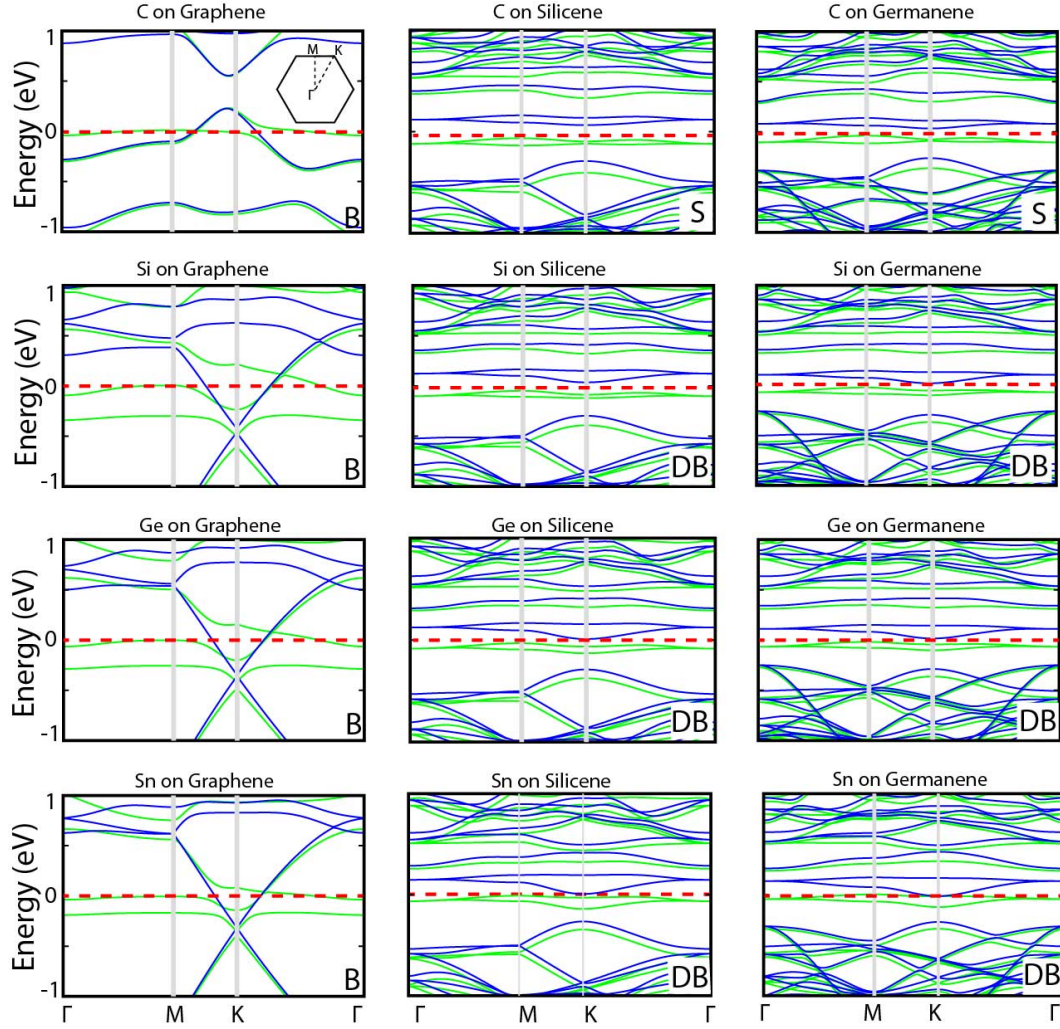 C on Graphene
C on Silicene
C on Germanene
Energy (eV)
1
0
-1
M K
Γ
B
S
S
Si on Graphene
Si on Silicene
Si on Germanene
Energy (eV)
1
0
-1
B
DB
DB
Ge on Graphene
Ge on Silicene
Ge on Germanene
Energy (eV)
1
0
-1
B
DB
DB
Sn on Graphene
Sn on Silicene
Sn on Germanene
Energy (eV)
1
0
-1
B
DB
DB
Γ M K Γ
Γ M K Γ
Γ M K Γ